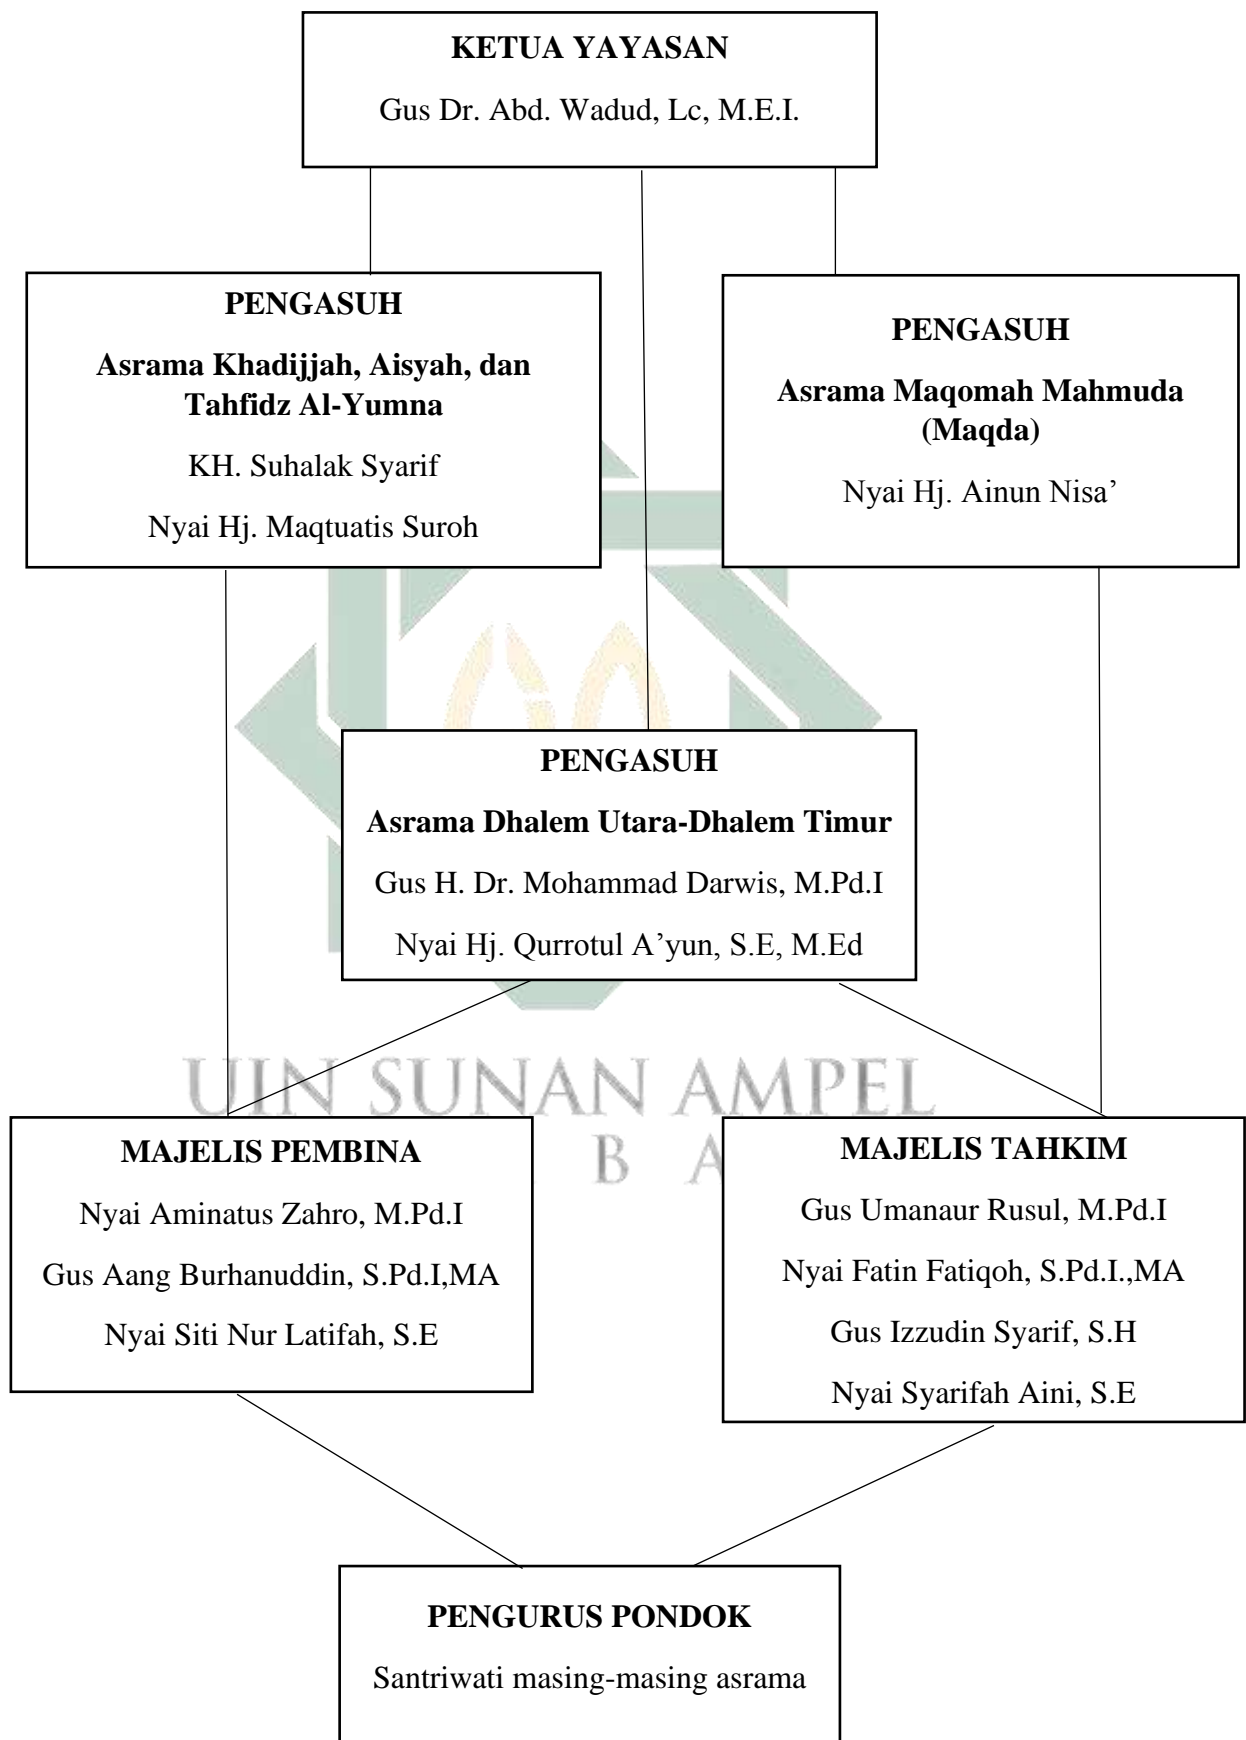 KETUA YAYASAN
Gus Dr. Abd. Wadud, Lc, M.E.I.
PENGASUH
Asrama Khadijjah, Aisyah, dan
Tahfidz Al-Yumna
KH. Suhalak Syarif
Nyai Hj. Maqtuatis Suroh
PENGASUH
Asrama Maqomah Mahmuda
(Maqda)
Nyai Hj. Ainun Nisa’
PENGASUH
Asrama Dhalem Utara-Dhalem Timur
Gus H. Dr. Mohammad Darwis, M.Pd.I
Nyai Hj. Qurrotul A’yun, S.E, M.Ed
UIN SUNAN AMPEL
B A
MAJELIS PEMBINA
Nyai Aminatus Zahro, M.Pd.I
Gus Aang Burhanuddin, S.Pd.I,MA
Nyai Siti Nur Latifah, S.E
MAJELIS TAHKIM
Gus Umanaur Rusul, M.Pd.I
Nyai Fatin Fatiqoh, S.Pd.I.,MA
Gus Izzudin Syarif, S.H
Nyai Syarifah Aini, S.E
PENGURUS PONDOK
Santriwati masing-masing asrama